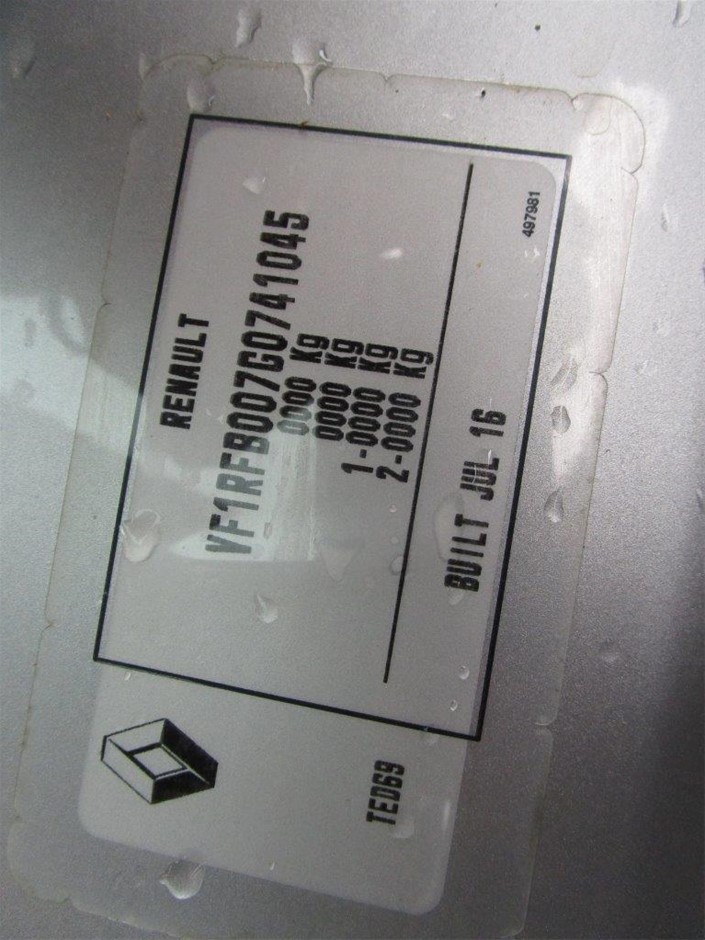 RENAULT
VF1RFB007G0741045
0000 Kg
0000 Kg
1-0000 Kg
2-0000 Kg
BUILT JUL 16
497981
TED69